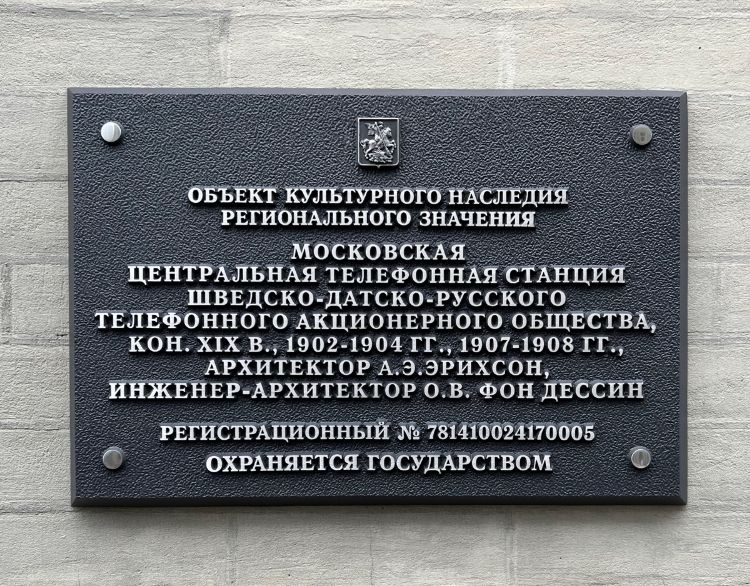 ОБЪЕКТ КУЛЬТУРНОГО НАСЛЕДИЯ
РЕГИОНАЛЬНОГО ЗНАЧЕНИЯ
МОСКОВСКАЯ
ЦЕНТРАЛЬНАЯ ТЕЛЕФОННАЯ СТАНЦИЯ
ШВЕДСКО-ДАТСКО-РУССКОГО
ТЕЛЕФОННОГО АКЦИОНЕРНОГО ОБЩЕСТВА,
КОН. XIX В., 1902-1904 ГГ., 1907-1908 ГГ.,
АРХИТЕКТОР А.Э.ЭРИХСОН,
ИНЖЕНЕР-АРХИТЕКТОР О.В. ФОН ДЕССИН
РЕГИСТРАЦИОННЫЙ № 781410024170005
ОХРАНЯЕТСЯ ГОСУДАРСТВОМ